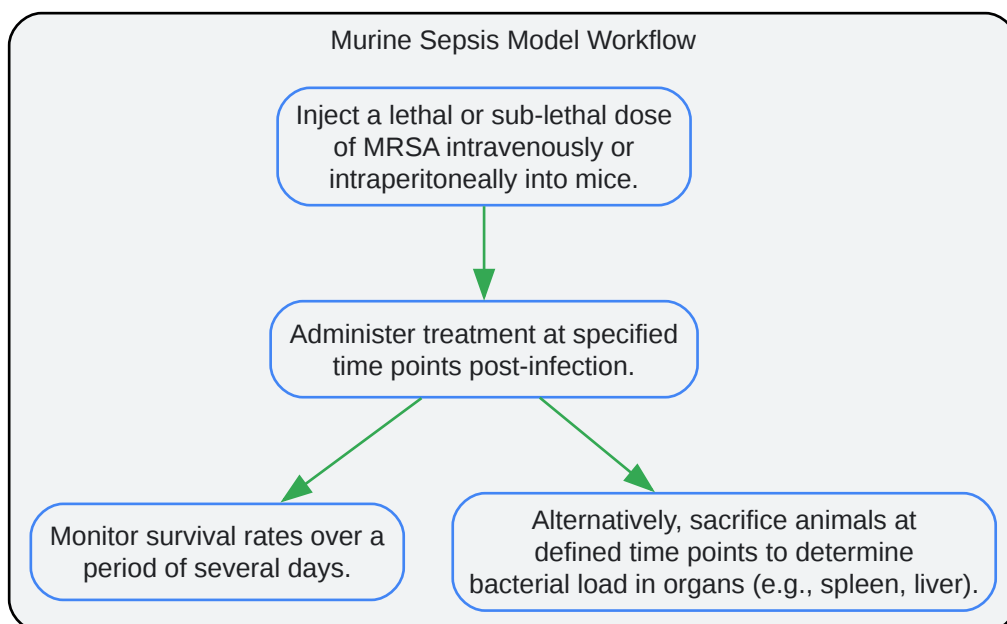 Murine Sepsis Model Workflow
Inject a lethal or sub-lethal dose
of MRSA intravenously or
intraperitoneally into mice.
Administer treatment at specified
time points post-infection.
Monitor survival rates over a
period of several days.
Alternatively, sacrifice animals at
defined time points to determine
bacterial load in organs (e.g., spleen, liver).